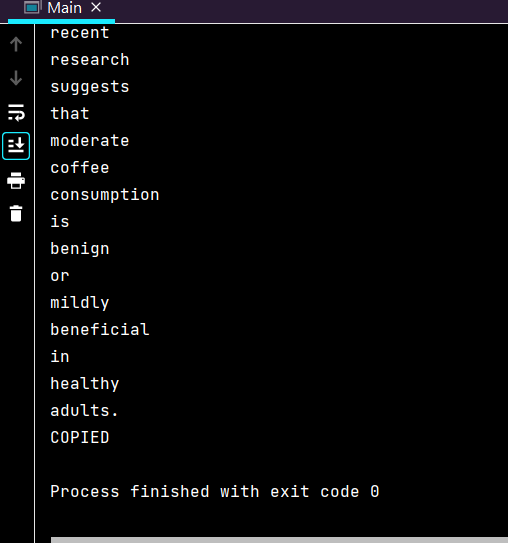 Main
recent
research
suggests
that
moderate
coffee
consumption
is
benign
or
mildly
beneficial
in
healthy
adults.
COPIED
Process finished with exit code 0